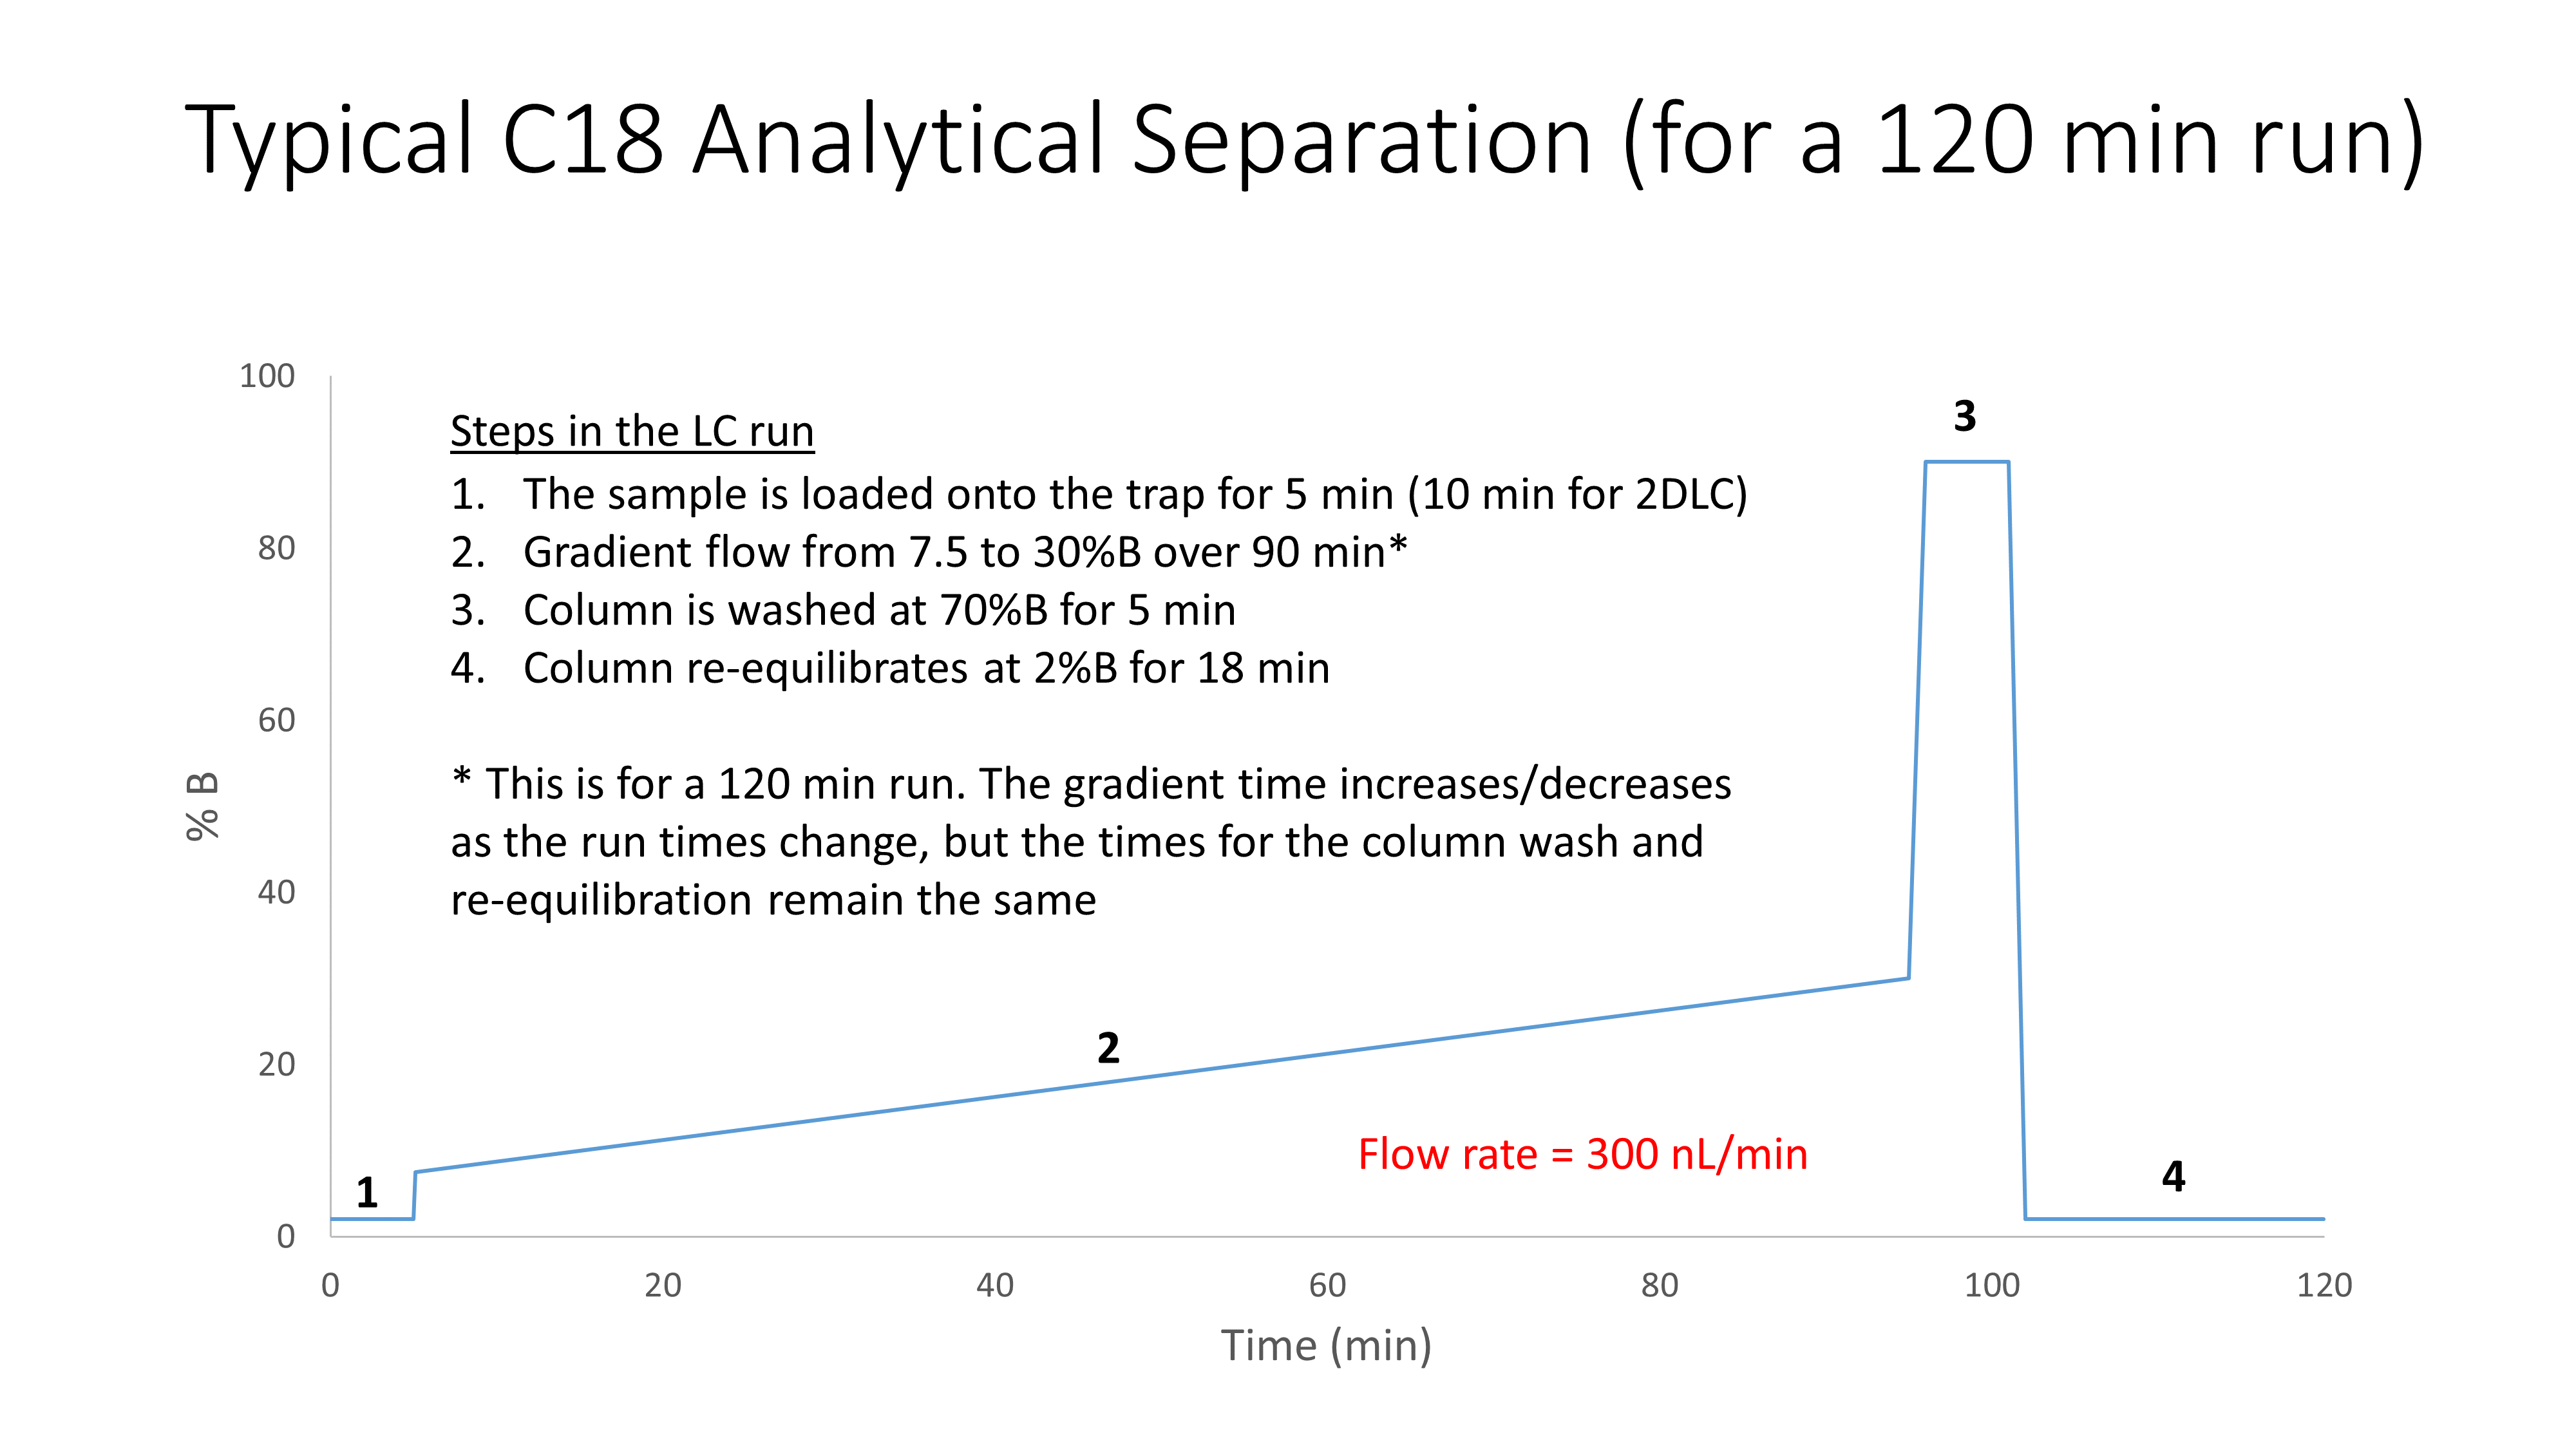 Typical C18 Analytical Separation (for a 120 min run)
100
80
60
40
20
0
% B
Steps in the LC run
1. The sample is loaded onto the trap for 5 min (10 min for 2DLC)
2. Gradient flow from 7.5 to 30%B over 90 min*
3. Column is washed at 70%B for 5 min
4. Column re-equilibrates at 2%B for 18 min
* This is for a 120 min run. The gradient time increases/decreases
as the run times change, but the times for the column wash and
re-equilibration remain the same
3
2
Flow rate = 300 nL/min
1
4
0 20 40 60 80 100 120
Time (min)